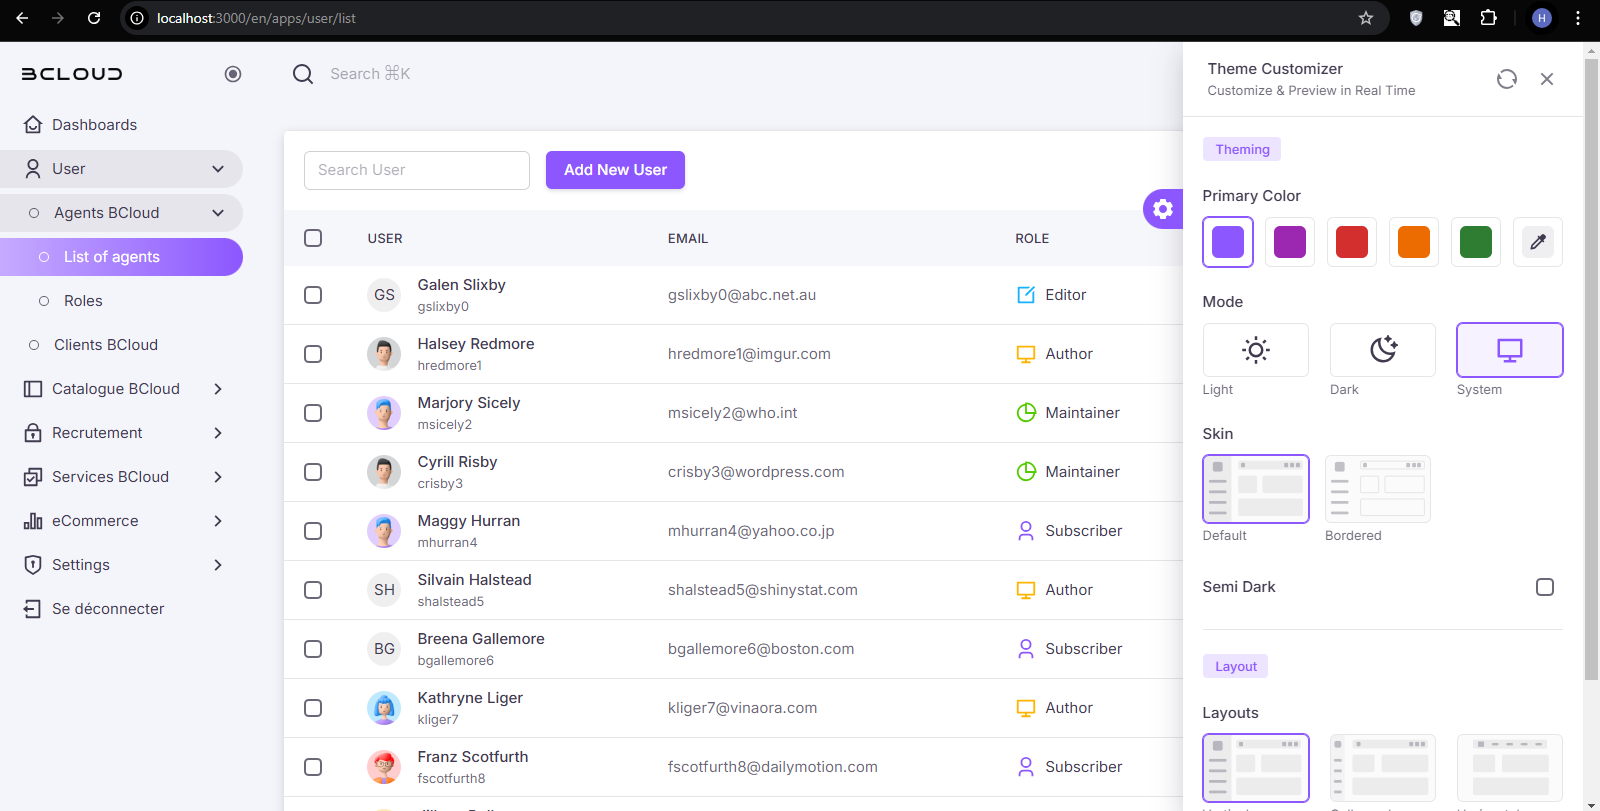 localhost:3000/en/apps/user/list
H
BCLOUD
Search ⌘K
Dashboards
User
Agents BCloud
List of agents
Roles
Clients BCloud
Catalogue BCloud
Recrutement
Services BCloud
eCommerce
Settings
Se déconnecter
Search User
Add New User
USER EMAIL ROLE
GS Galen Slixby gslixby0@abc.net.au Editor
gslixby0
Halsey Redmore hredmore1@imgur.com Author
hredmore1
Marjory Sicely msicely2@who.int Maintainer
msicely2
Cyrill Risby crisby3@wordpress.com Maintainer
crisby3
Maggy Hurran mhurran4@yahoo.co.jp Subscriber
mhurran4
SH Silvain Halstead shalstead5@shinystat.com Author
shalstead5
BG Breena Gallemore bgallemore6@boston.com Subscriber
bgallemore6
Kathryne Liger kliger7@vinaora.com Author
kliger7
Franz Scotfurth fscotfurth8@dailymotion.com Subscriber
fscotfurth8
Theme Customizer
Customize & Preview in Real Time
Theming
Primary Color
Mode
Light Dark System
Skin
Default Bordered
Semi Dark
Layout
Layouts